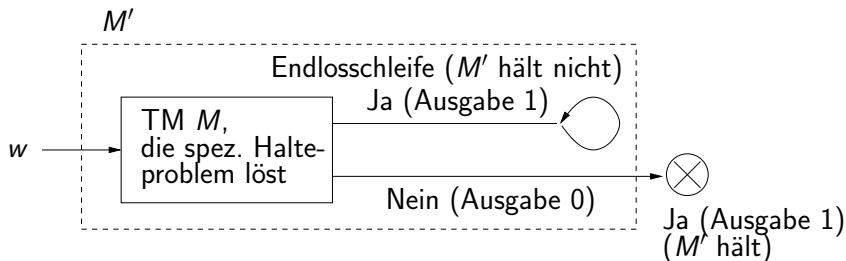 M′
Endlosschleife (M′ hält nicht)
Ja (Ausgabe 1)
TM M,
die spez. Halte-
problem löst
w
Nein (Ausgabe 0)
Ja (Ausgabe 1)
(M′ hält)